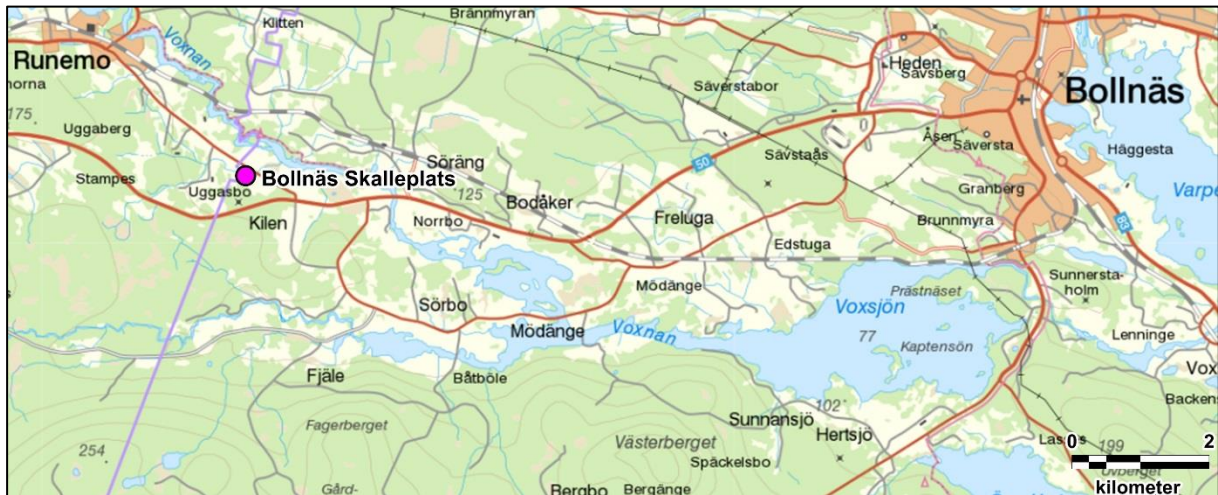 Brännmyran
Klitten
Voxnan
Runemo
Heden
Sävsberg
Bollnäs
Säverstabor
175
Uggaberg
50
Åsen
Säversta
Häggesta
Sävstaås
Söräng
Stampes
Bollnäs Skalleplats
Uggasbo
125
Granberg
Varpe
Bodåker
Freluga
Kilen
Norrbo
Brunnmyra
83
Edstuga
Sunnersta-
holm
Mödänge
Prästnäset
Sörbo
Voxsjön
Mödänge
Voxnan
77
Kaptensön
Lenninge
Vox
Fjäle
Båtböle
Backens
102
Sunnansjö
Hertsjö
Fagerberget
Västerberget
254
Späckelsbo
199
0
2
kilometer
Gård-
Bergbo
Bergänge